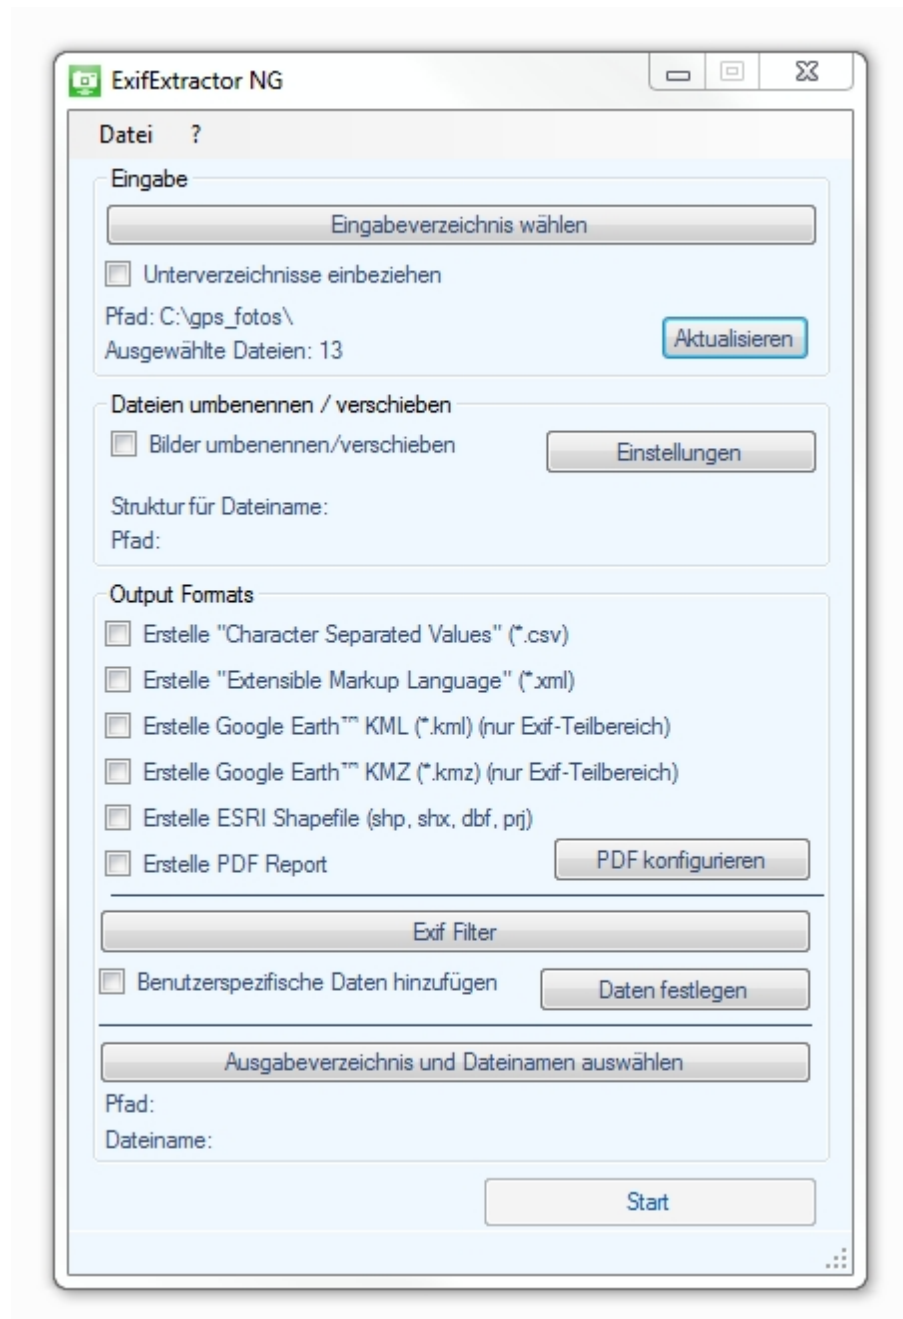 ExifExtractor NG
Datei ?
Eingabe
Eingabeverzeichnis wählen
Unterverzeichnisse einbeziehen
Pfad: C:\gps_fotos\
Ausgewählte Dateien: 13
Aktualisieren
Dateien umbenennen / verschieben
Bilder umbenennen/verschieben
Einstellungen
Struktur für Dateiname:
Pfad:
Output Formats
Erstelle "Character Separated Values" (*.csv)
Erstelle "Extensible Markup Language" (*.xml)
Erstelle Google Earth™ KML (*.kml) (nur Exif-Teilbereich)
Erstelle Google Earth™ KMZ (*.kmz) (nur Exif-Teilbereich)
Erstelle ESRI Shapefile (shp, shx, dbf, prj)
Erstelle PDF Report
PDF konfigurieren
Exif Filter
Benutzerspezifische Daten hinzufügen
Daten festlegen
Ausgabeverzeichnis und Dateinamen auswählen
Pfad:
Dateiname:
Start